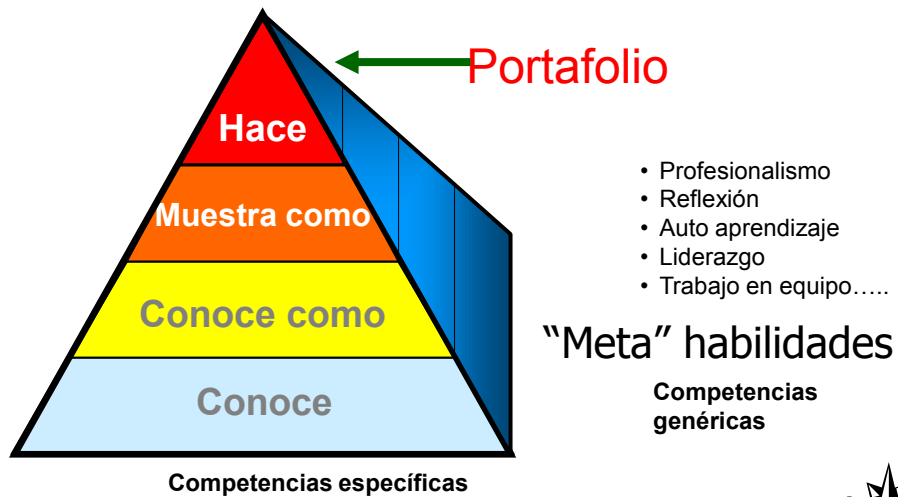 Portafolio
Hace
Muestra como
Conoce como
Conoce
Competencias específicas
• Profesionalismo
• Reflexión
• Auto aprendizaje
• Liderazgo
• Trabajo en equipo…..
“Meta” habilidades
Competencias
genéricas